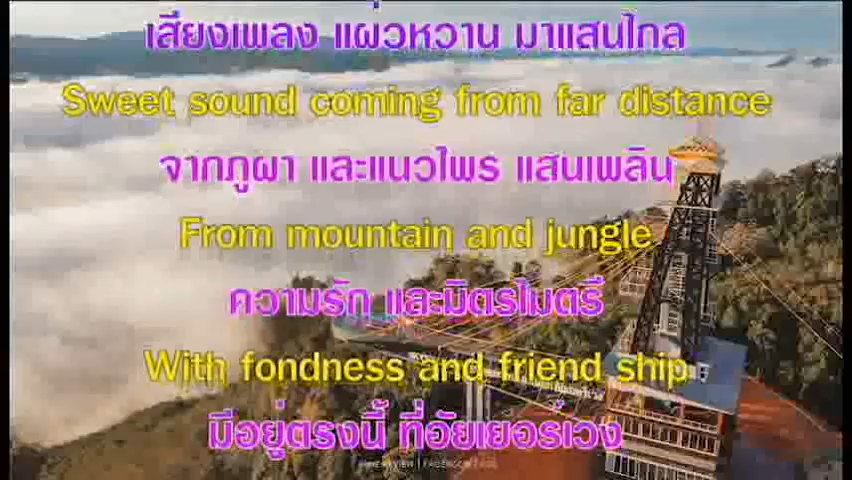 เสียงเพลง แผ่วหวาน มาแสนไกล
Sweet sound coming from far distance
จากภูผา และแนวไพร แสนเพลิน
From mountain and jungle
ความรัก และมิตรไมตรี
With fondness and friend ship
มีอยู่ตรงนี้ ที่อัยเยอร์เวง